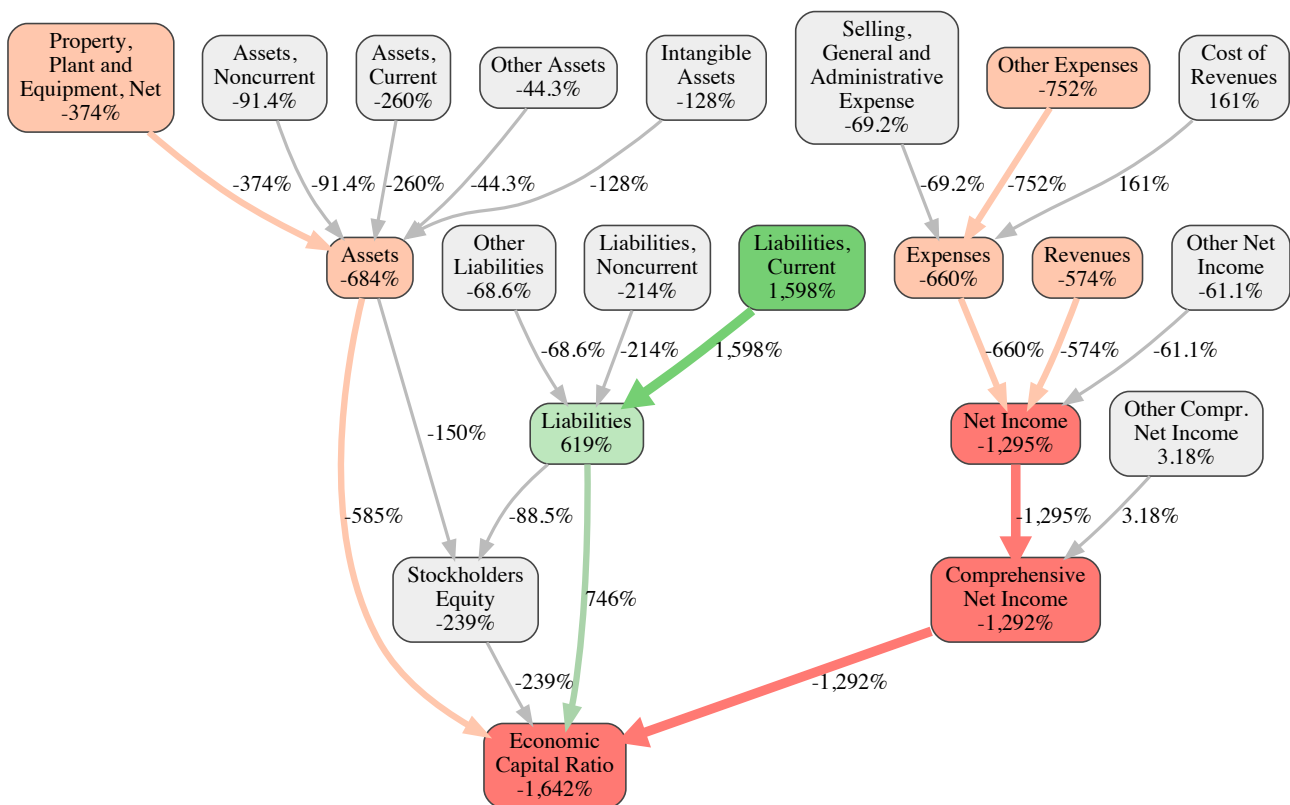 Property,
Plant and
Equipment, Net
-374%
Assets,
Noncurrent
-91.4%
Assets,
Current
-260%
Other Assets
-44.3%
Intangible
Assets
-128%
Selling,
General and
Administrative
Expense
-69.2%
Other Expenses
-752%
Cost of
Revenues
161%
-374%
-91.4%
-260%
-44.3%
-128%
-69.2%
-752%
161%
Assets
-684%
Other
Liabilities
-68.6%
Liabilities,
Noncurrent
-214%
Liabilities,
Current
1,598%
Expenses
-660%
Revenues
-574%
Other Net
Income
-61.1%
-68.6%
-214%
1,598%
-660%
-574%
-61.1%
-150%
Liabilities
619%
Net Income
-1,295%
Other Compr.
Net Income
3.18%
-585%
-88.5%
-1,295%
3.18%
Stockholders
Equity
-239%
746%
Comprehensive
Net Income
-1,292%
-239%
-1,292%
Economic
Capital Ratio
-1,642%